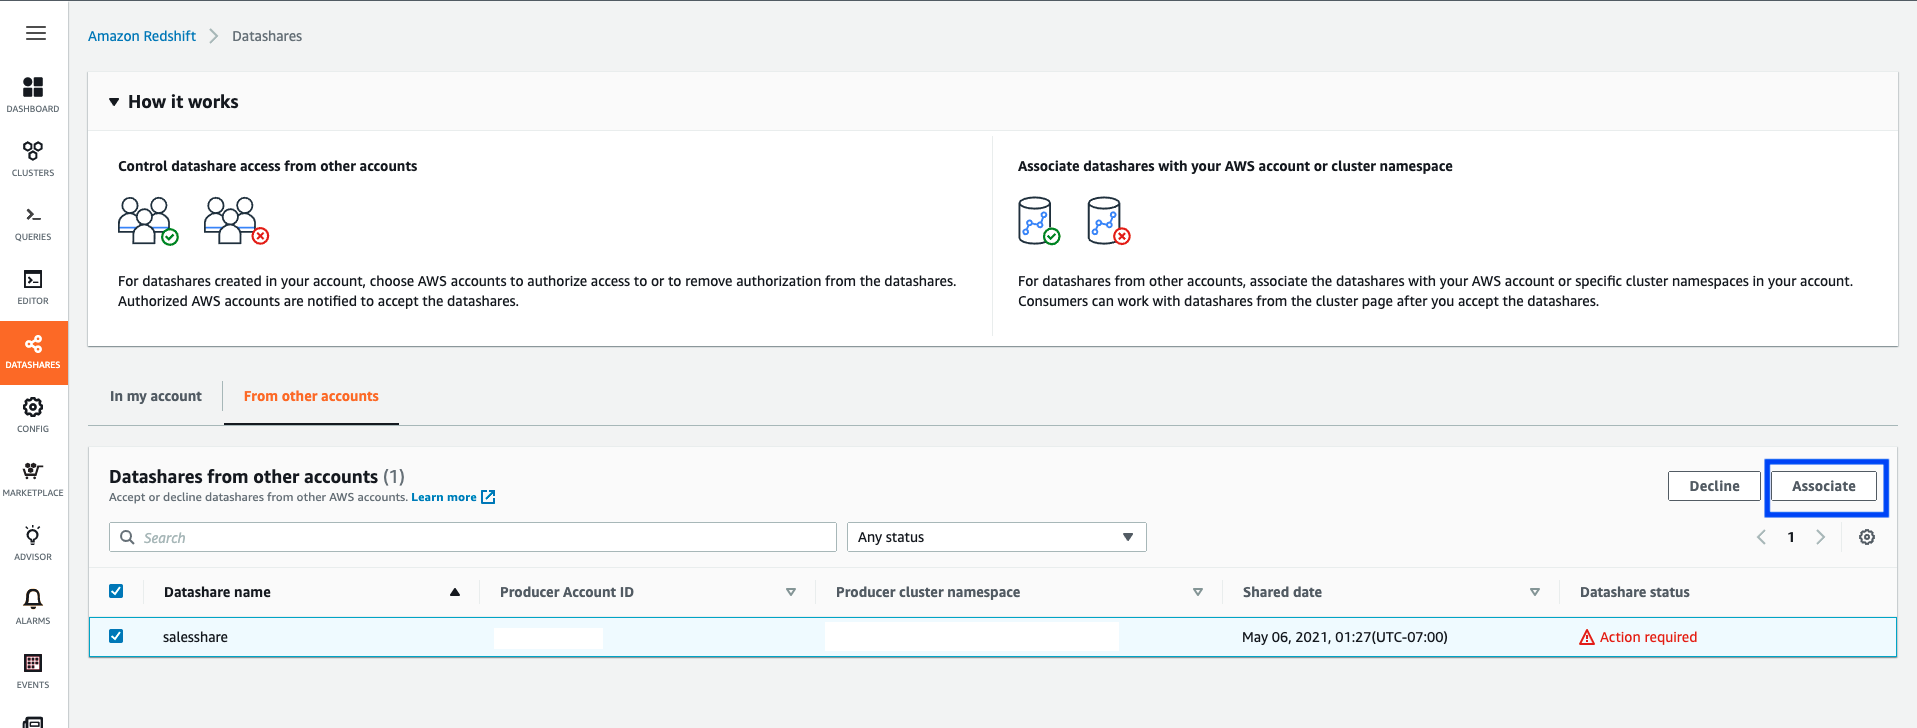 Amazon Redshift > Datashares
DASHBOARD
CLUSTERS
QUERIES
EDITOR
DATASHARES
CONFIG
MARKETPLACE
ADVISOR
ALARMS
EVENTS
How it works
Control datashare access from other accounts
For datashares created in your account, choose AWS accounts to authorize access to or to remove authorization from the datashares.
Authorized AWS accounts are notified to accept the datashares.
Associate datashares with your AWS account or cluster namespace
For datashares from other accounts, associate the datashares with your AWS account or specific cluster namespaces in your account.
Consumers can work with datashares from the cluster page after you accept the datashares.
In my account From other accounts
Datashares from other accounts (1)
Accept or decline datashares from other AWS accounts. Learn more
Decline Associate
Search Any status 1
Datashare name Producer Account ID Producer cluster namespace Shared date Datashare status
salesshare May 06, 2021, 01:27(UTC-07:00) Action required